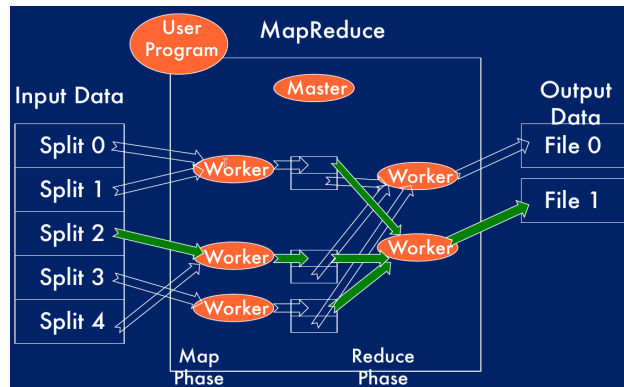 User
Program
MapReduce
Master
Input Data
Output
Data
Split 0
Split 1
Split 2
Split 3
Split 4
Worker
Worker
Worker
Worker
Worker
File 0
File 1
Map
Phase
Reduce
Phase